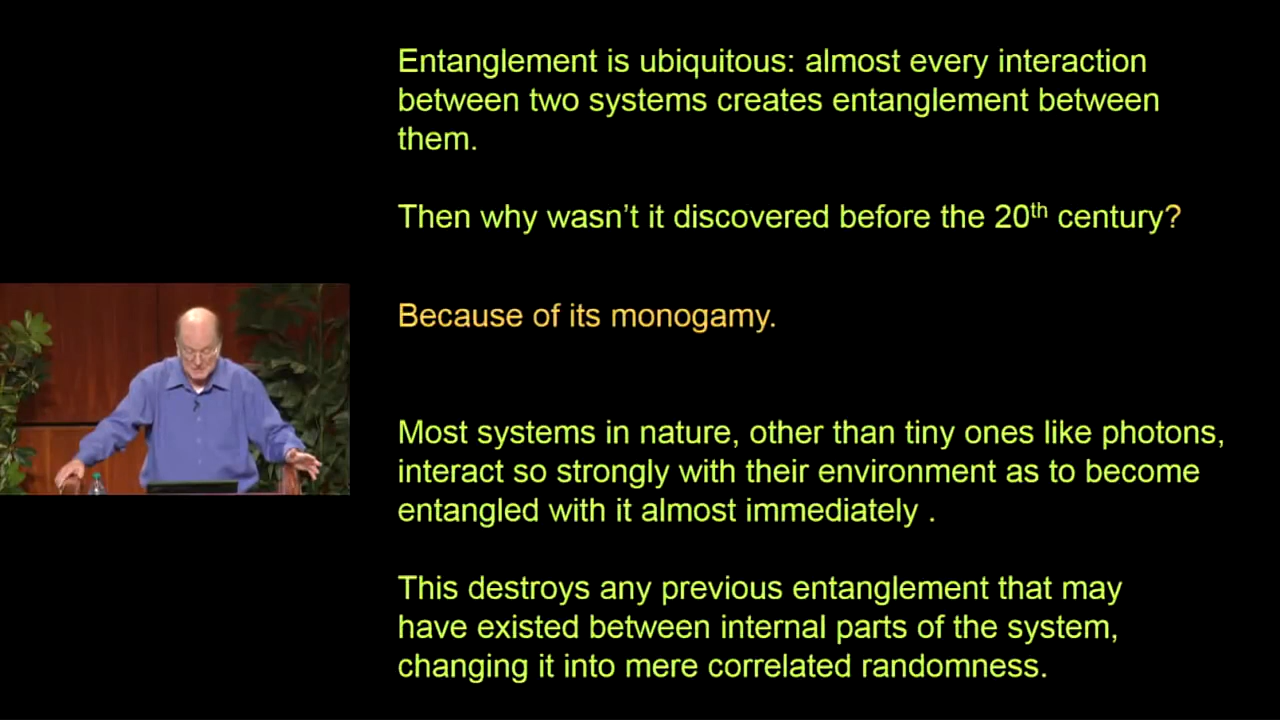 Entanglement is ubiquitous: almost every interaction
between two systems creates entanglement between
them.
Then why wasn’t it discovered before the 20th century?
Because of its monogamy.
Most systems in nature, other than tiny ones like photons,
interact so strongly with their environment as to become
entangled with it almost immediately .
This destroys any previous entanglement that may
have existed between internal parts of the system,
changing it into mere correlated randomness.